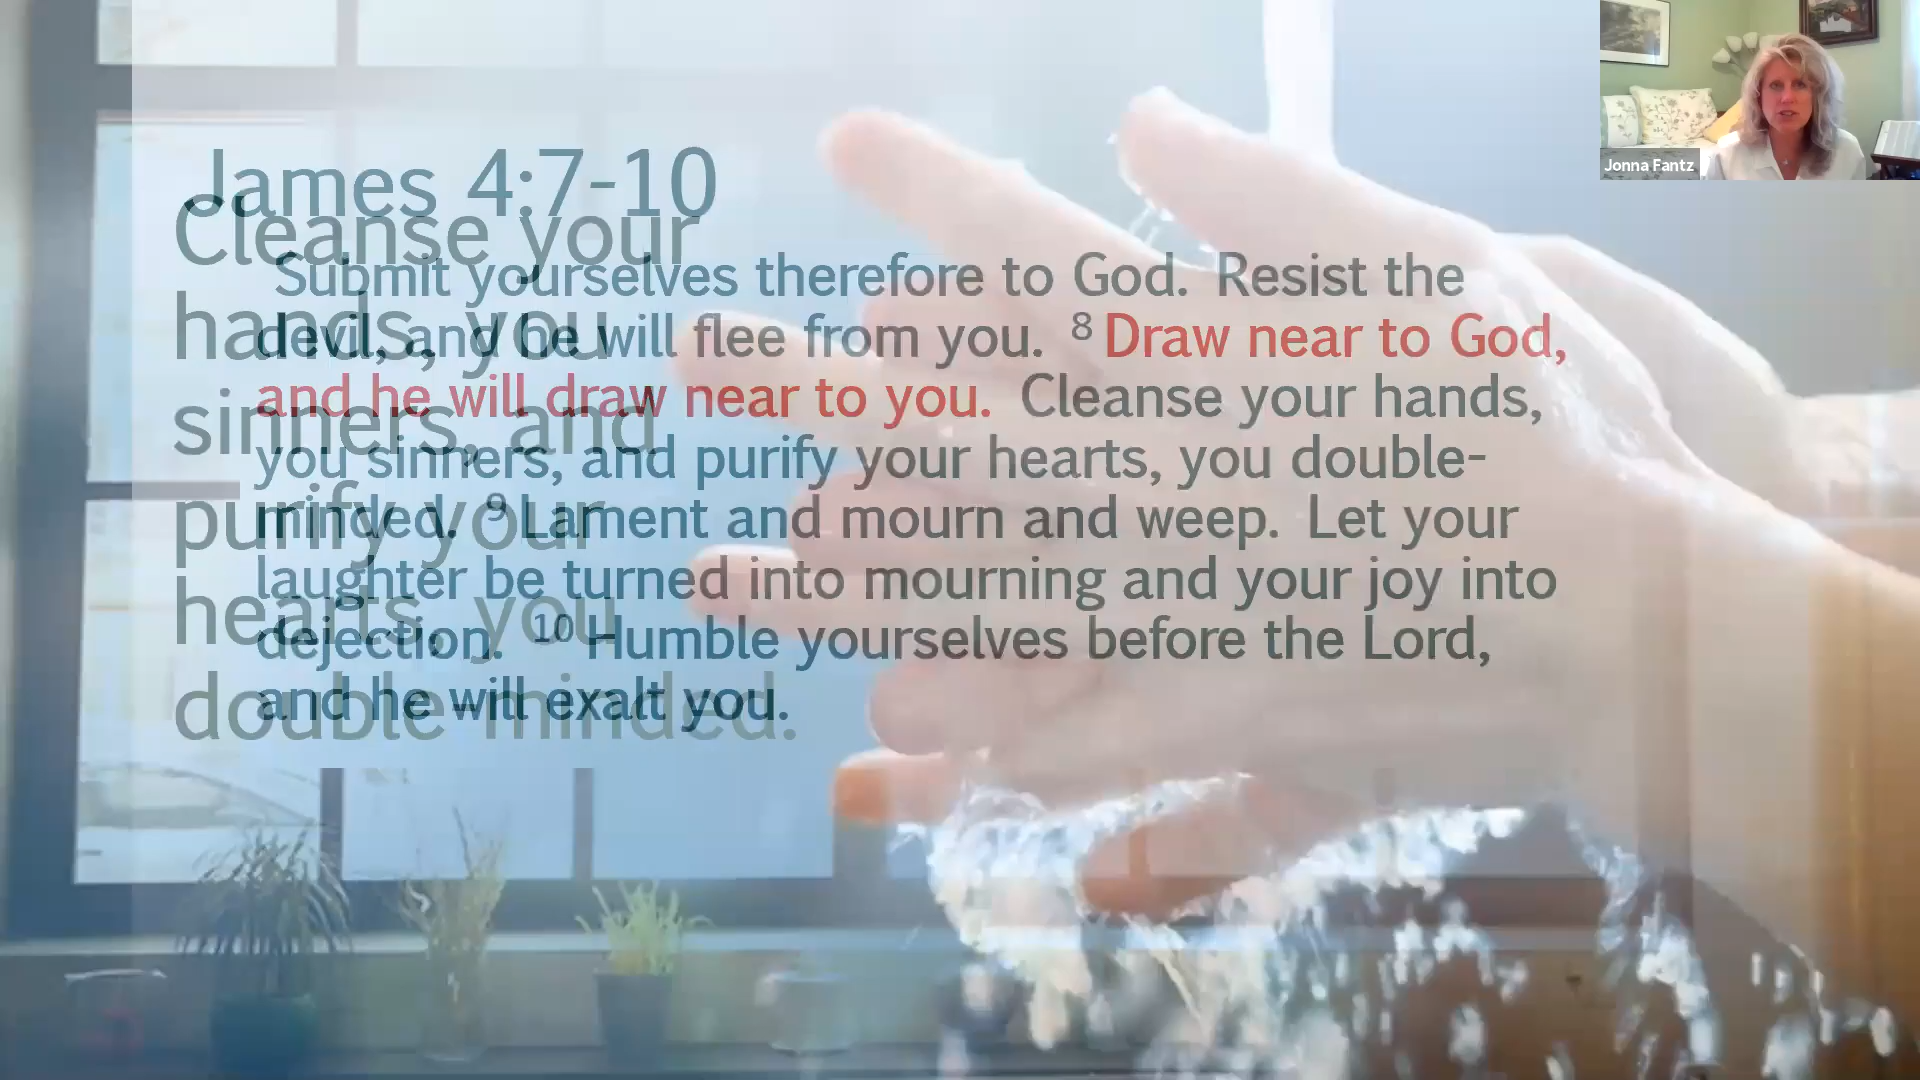 James 4:7-10
Submit yourselves therefore to God. Resist the
devil, and he will flee from you. 8 Draw near to God,
and he will draw near to you. Cleanse your hands,
you sinners, and purify your hearts, you double-
minded. 9 Lament and mourn and weep. Let your
laughter be turned into mourning and your joy into
dejection. 10 Humble yourselves before the Lord,
and he will exalt you.
Cleanse your
hands, you
sinners, and
purify your
hearts, you
double-minded.
Jonna Fantz